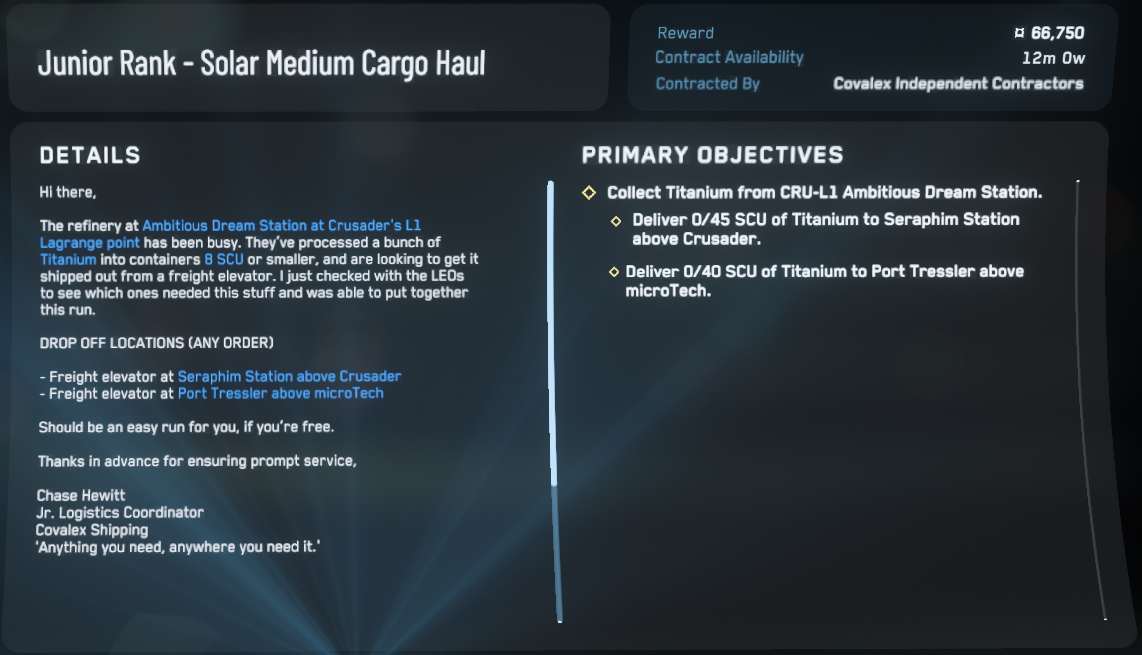 Junior Rank - Solar Medium Cargo Haul
Reward ¤ 66,750
Contract Availability 12m 0w
Contracted By Covalex Independent Contractors
DETAILS
Hi there,
The refinery at Ambitious Dream Station at Crusader's L1
Lagrange point has been busy. They've processed a bunch of
Titanium into containers 8 SCU or smaller, and are looking to get it
shipped out from a freight elevator. I just checked with the LEOs
to see which ones needed this stuff and was able to put together
this run.
DROP OFF LOCATIONS (ANY ORDER)
- Freight elevator at Seraphim Station above Crusader
- Freight elevator at Port Tressler above microTech
Should be an easy run for you, if you're free.
Thanks in advance for ensuring prompt service,
Chase Hewitt
Jr. Logistics Coordinator
Covalex Shipping
'Anything you need, anywhere you need it.'
PRIMARY OBJECTIVES
Collect Titanium from CRU-L1 Ambitious Dream Station.
Deliver 0/45 SCU of Titanium to Seraphim Station
above Crusader.
Deliver 0/40 SCU of Titanium to Port Tressler above
microTech.